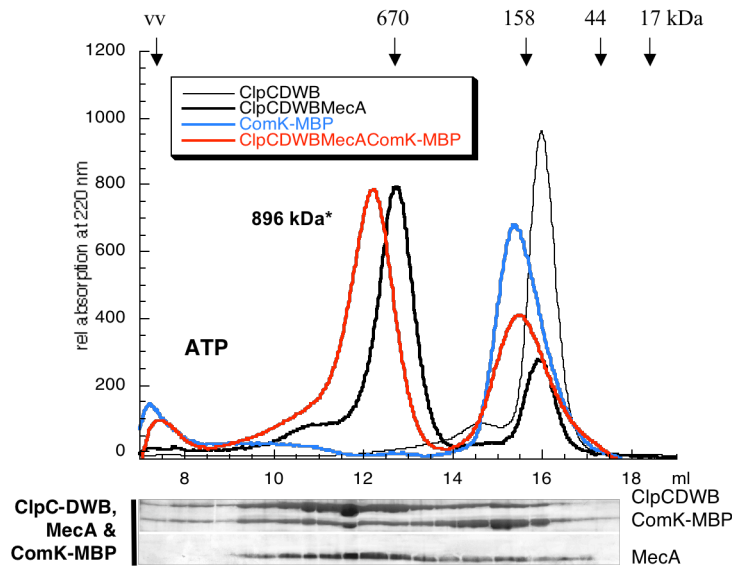 vv 670 158 44 17 kDa
1200
1000
800
600
400
200
0
rel absorption at 220 nm
ClpCDWB
ClpCDWBMecA
ComK-MBP
ClpCDWBMecAComK-MBP
896 kDa*
ATP
8 10 12 14 16 18 ml
ClpC-DWB,
MecA &
ComK-MBP
ClpCDWB
ComK-MBP
MecA